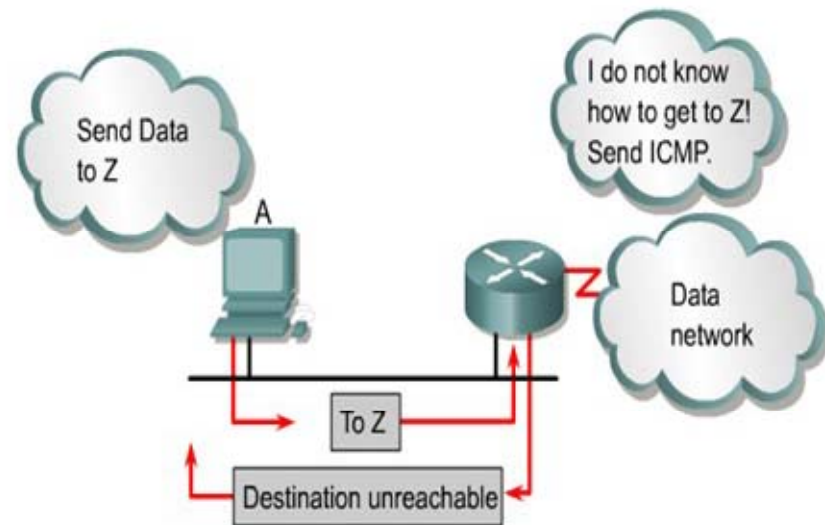 Send Data
to Z
A
I do not know
how to get to Z!
Send ICMP.
Data
network
To Z
Destination unreachable